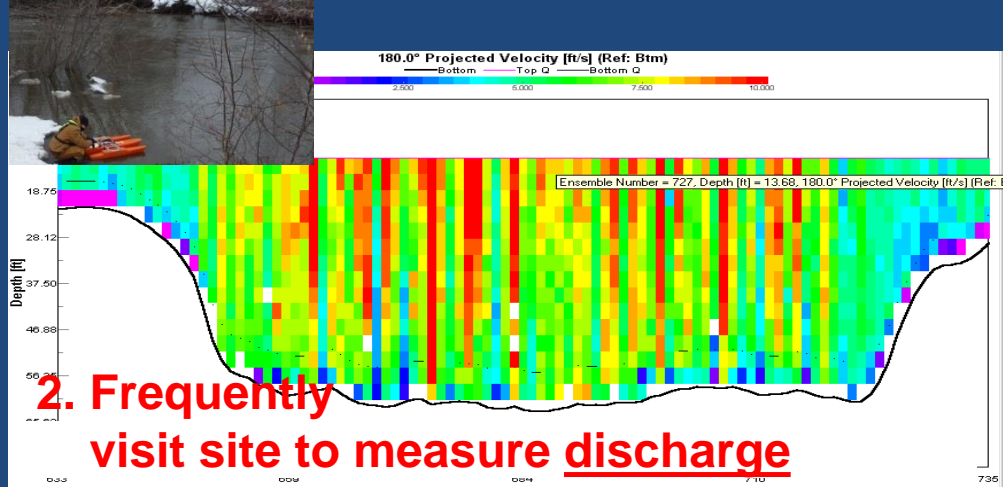 180.0° Projected Velocity [ft/s] (Ref: Btm)
Bottom Top Q Bottom Q
2.500 5.000 7.500 10.000
Ensemble Number = 727, Depth [ft] = 13.68, 180.0° Projected Velocity [ft/s] (Ref:
Depth [ft]
18.75
28.12
37.50
46.88
56.25
2. Frequently
visit site to measure discharge
633 659 684 710 735